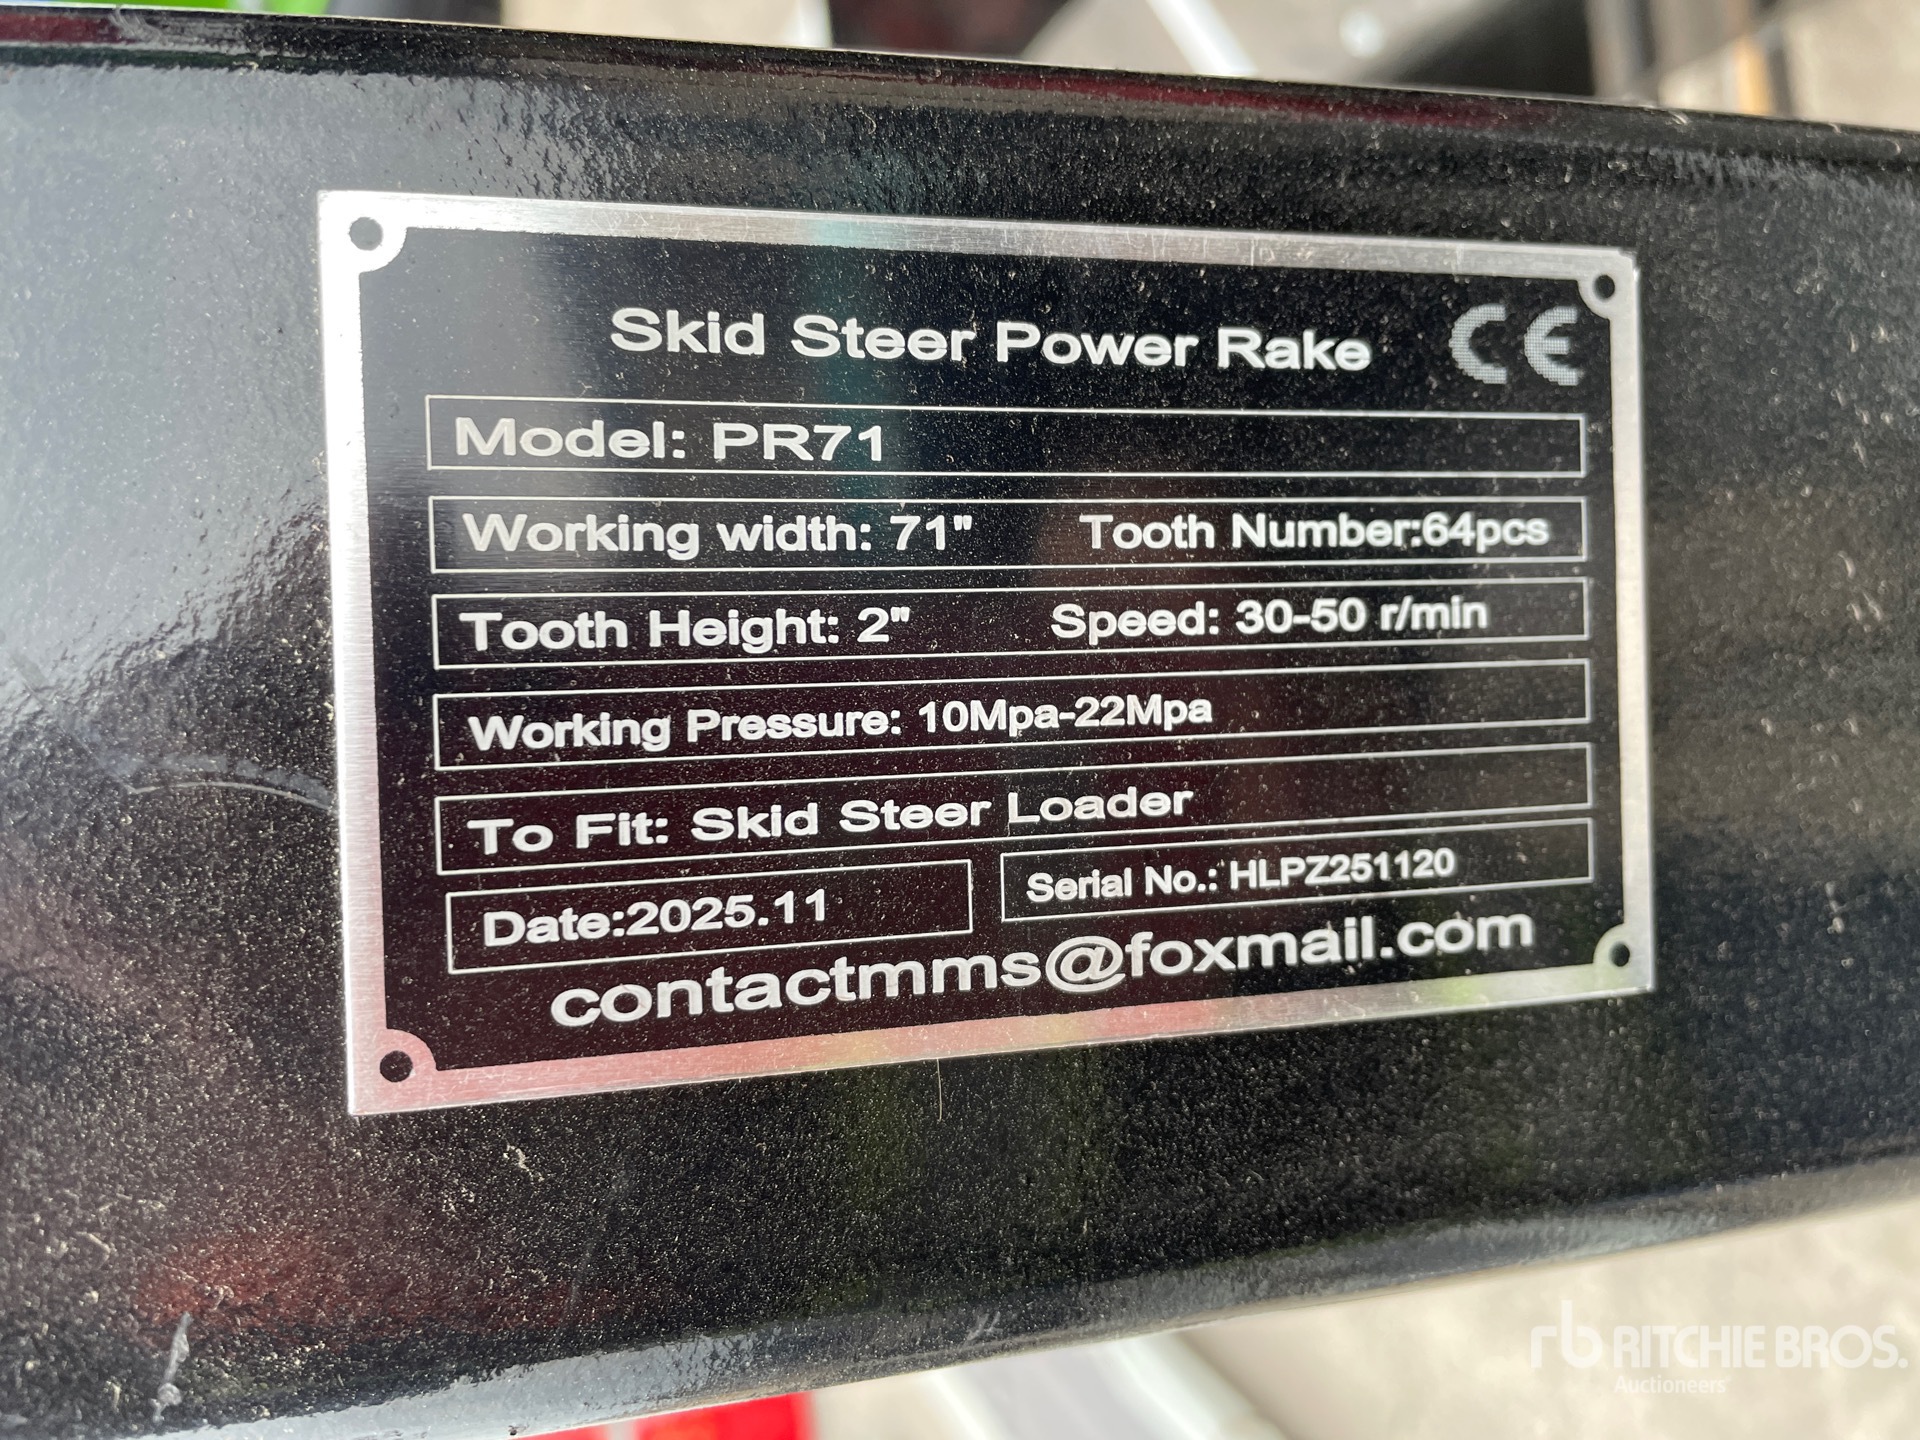 Skid Steer Power Rake CE
Model: PR71
Working width: 71" Tooth Number:64pcs
Tooth Height: 2" Speed: 30-50 r/min
Working Pressure: 10Mpa-22Mpa
To Fit: Skid Steer Loader
Date:2025.11 Serial No.: HLPZ251120
contactmms@foxmail.com
rb RITCHIE BROS.
Auctioneers